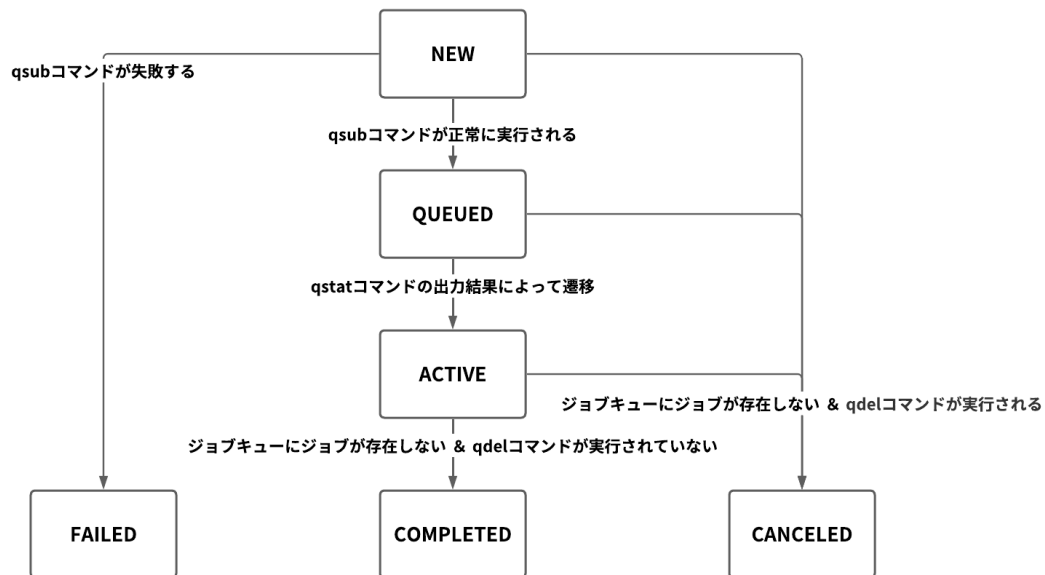 NEW
qsubコマンドが失敗する
qsubコマンドが正常に実行される
QUEUED
qstatコマンドの出力結果によって遷移
ACTIVE
ジョブキューにジョブが存在しない & qdelコマンドが実行される
ジョブキューにジョブが存在しない & qdelコマンドが実行されていない
FAILED
COMPLETED
CANCELED